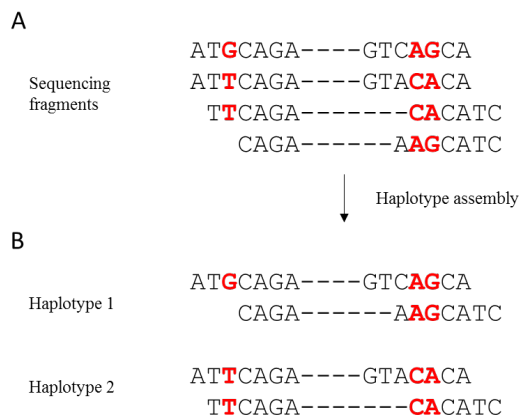 A
ATGCAGA----GTCAGCA
Sequencing fragments
ATTCAGA----GTACACA
TTCAGA-------CACATC
CAGA------AAGCATC
Haplotype assembly
B
ATGCAGA----GTCAGCA
Haplotype 1
CAGA------AAGCATC
ATTCAGA----GTACACA
Haplotype 2
TTCAGA-------CACATC